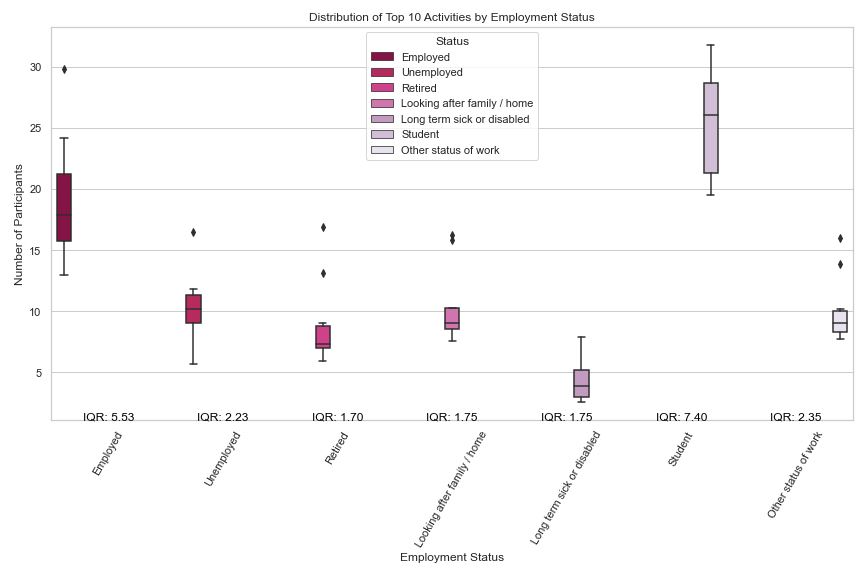 Distribution of Top 10 Activities by Employment Status
Status
Employed
Unemployed
Retired
Looking after family / home
Long term sick or disabled
Student
Other status of work
Number of Participants
30
25
20
15
10
5
IQR: 5.53
IQR: 2.23
IQR: 1.70
IQR: 1.75
IQR: 1.75
IQR: 7.40
IQR: 2.35
Employed
Unemployed
Retired
Looking after family / home
Long term sick or disabled
Student
Other status of work
Employment Status